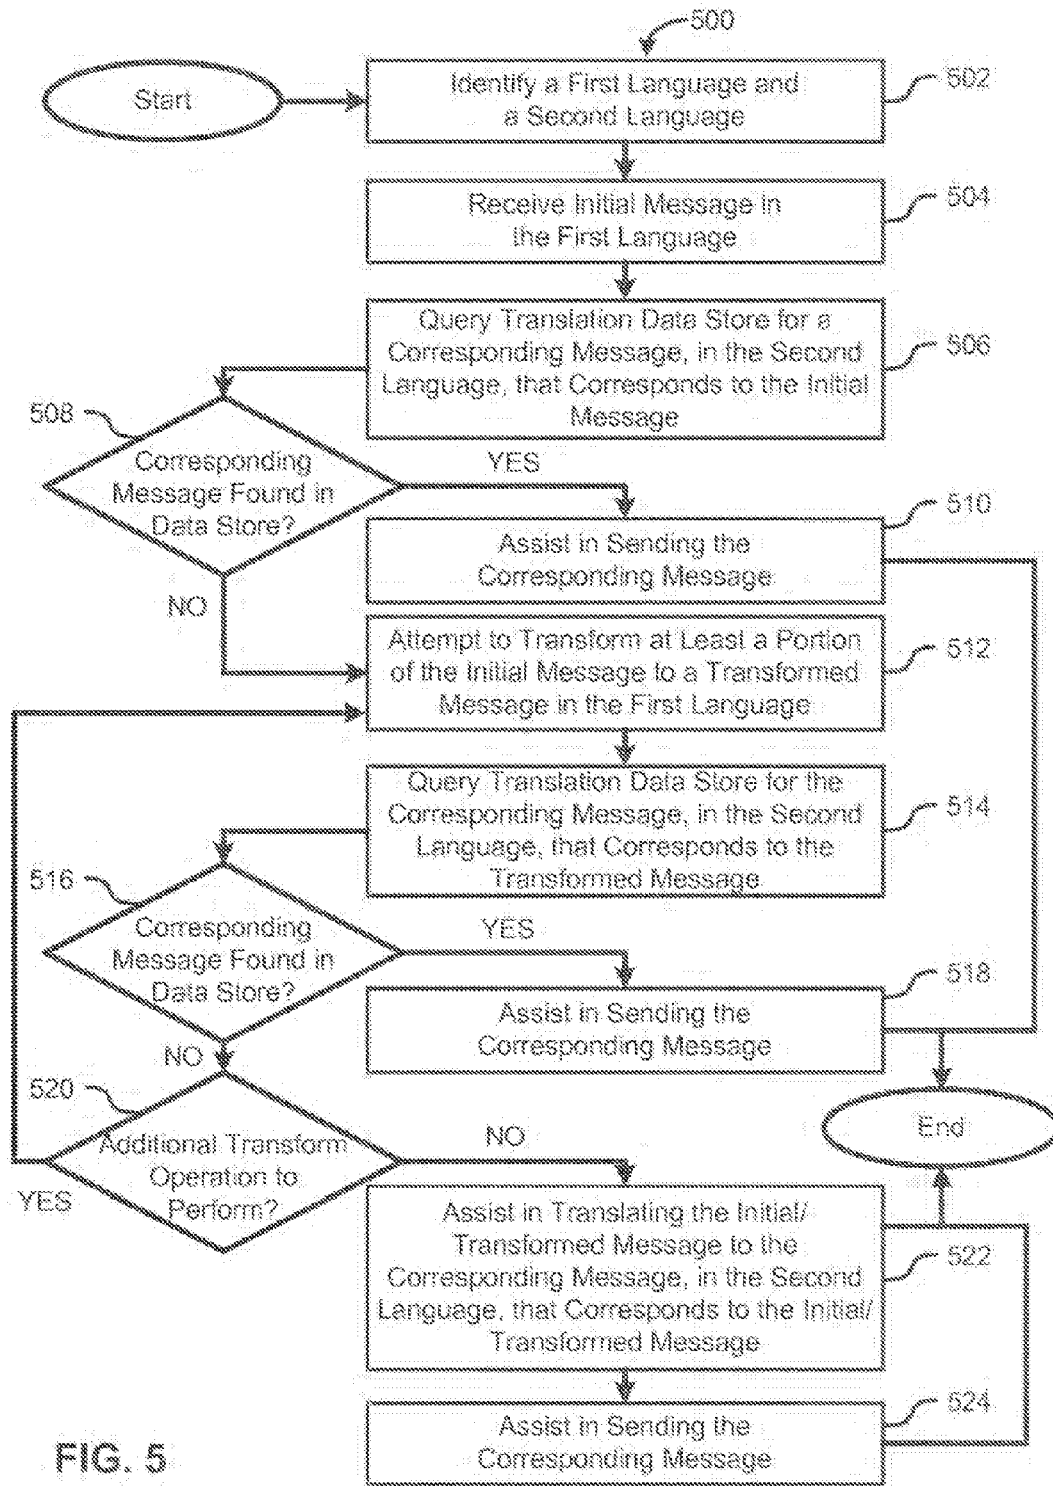 500
Start
Identify a First Language and
a Second Language
502
Receive Initial Message in
the First Language
504
Query Translation Data Store for a
Corresponding Message, in the Second
Language, that Corresponds to the Initial
Message
506
508
Corresponding
Message Found in
Data Store?
YES
NO
510
Assist in Sending the
Corresponding Message
Attempt to Transform at Least a Portion
of the Initial Message to a Transformed
Message in the First Language
512
Query Translation Data Store for the
Corresponding Message, in the Second
Language, that Corresponds to the
Transformed Message
514
516
Corresponding
Message Found in
Data Store?
YES
NO
518
Assist in Sending the
Corresponding Message
520
Additional Transform
Operation to
Perform?
YES
NO
End
Assist in Translating the Initial/
Transformed Message to the
Corresponding Message, in the Second
Language, that Corresponds to the Initial/
Transformed Message
522
Assist in Sending the
Corresponding Message
524
FIG. 5